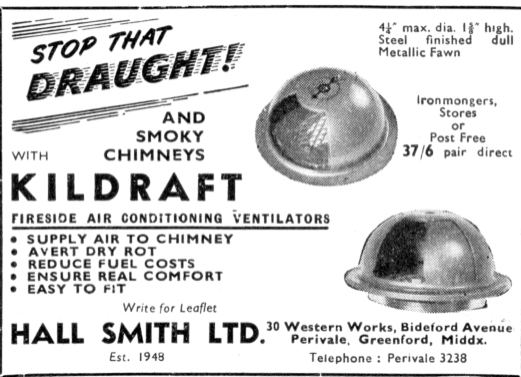 STOP THAT
DRAUGHT!
AND
SMOKY
WITH CHIMNEYS
KILDRAFT
FIRESIDE AIR CONDITIONING VENTILATORS
• SUPPLY AIR TO CHIMNEY
• AVERT DRY ROT
• REDUCE FUEL COSTS
• ENSURE REAL COMFORT
• EASY TO FIT
Write for Leaflet
HALL SMITH LTD.
Est. 1948
4¼" max. dia. 1⅝" high.
Steel finished dull
Metallic Fawn
Ironmongers,
Stores
or
Post Free
37/6 pair direct
30 Western Works, Bideford Avenue
Perivale, Greenford, Middx.
Telephone : Perivale 3238